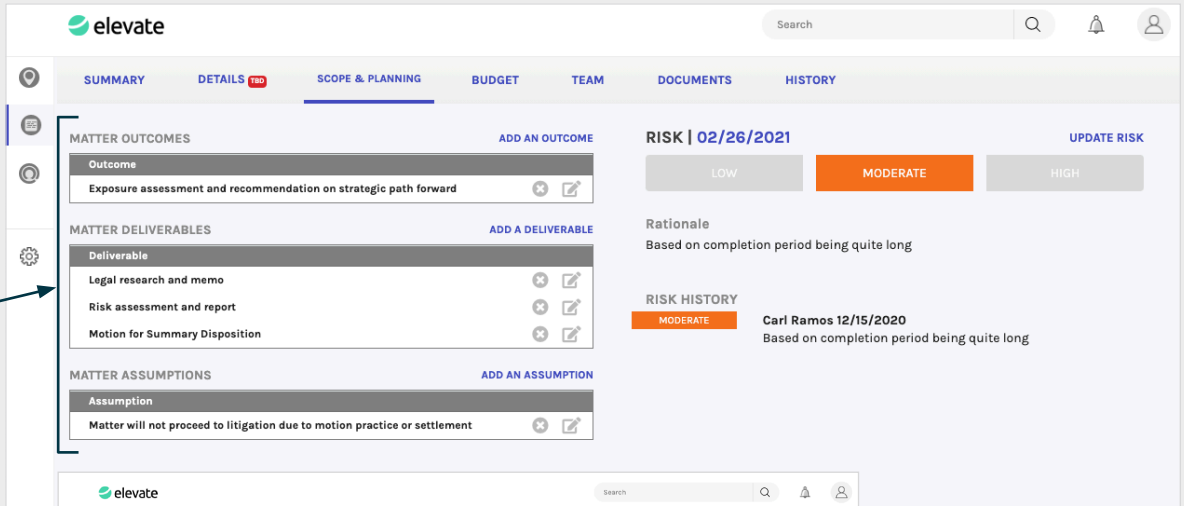 elevate
Search
SUMMARY
DETAILS TBD
SCOPE & PLANNING
BUDGET
TEAM
DOCUMENTS
HISTORY
MATTER OUTCOMES
ADD AN OUTCOME
Outcome
Exposure assessment and recommendation on strategic path forward
MATTER DELIVERABLES
ADD A DELIVERABLE
Deliverable
Legal research and memo
Risk assessment and report
Motion for Summary Disposition
MATTER ASSUMPTIONS
ADD AN ASSUMPTION
Assumption
Matter will not proceed to litigation due to motion practice or settlement
RISK | 02/26/2021
UPDATE RISK
LOW
MODERATE
HIGH
Rationale
Based on completion period being quite long
RISK HISTORY
MODERATE
Carl Ramos 12/15/2020
Based on completion period being quite long
elevate
Search